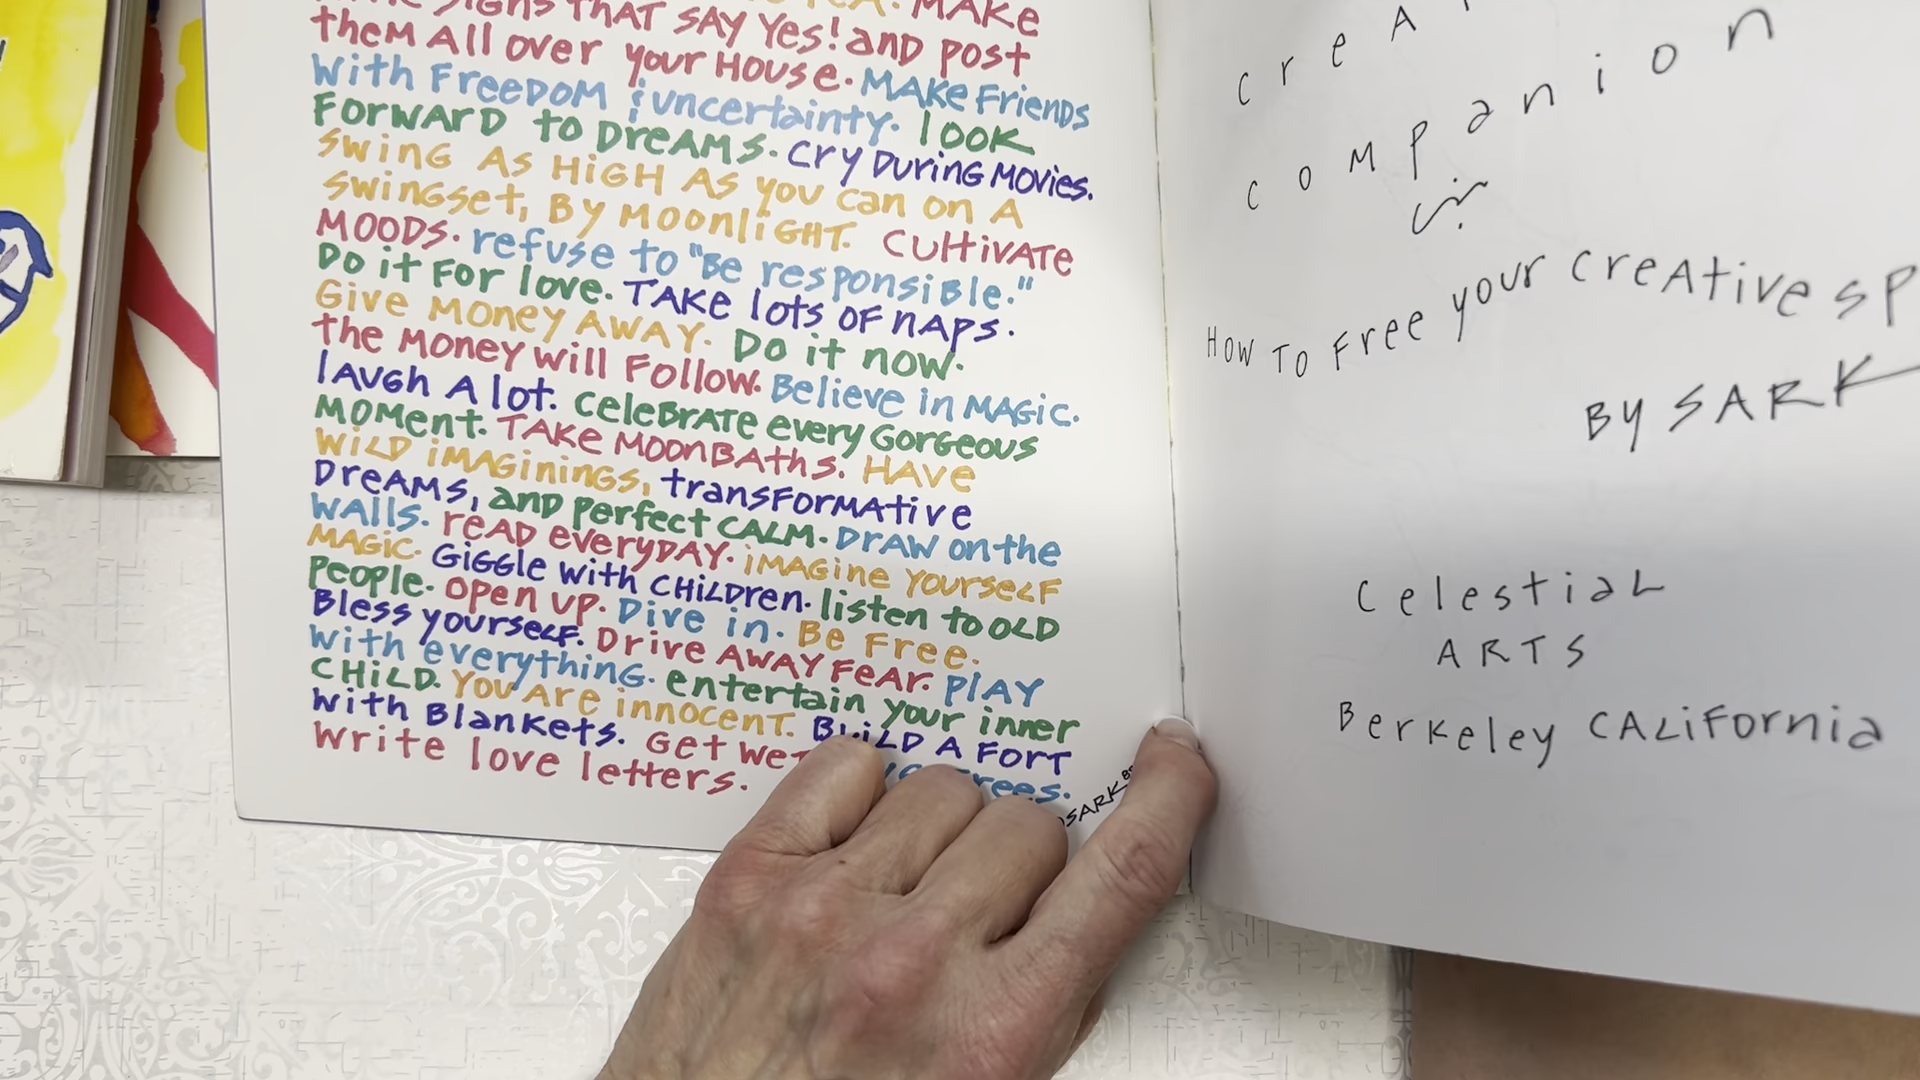 SIGNS THAT SAY YES! AND POST
MAKE
THEM ALL OVER YOUR HOUSE. MAKE FRIENDS
WITH FREEDOM & UNCERTAINTY. LOOK
FORWARD TO DREAMS. CRY DURING MOVIES.
SWING AS HIGH AS YOU CAN ON A
SWINGSET, BY MOONLIGHT. CULTIVATE
MOODS. REFUSE TO "BE RESPONSIBLE."
DO IT FOR LOVE. TAKE LOTS OF NAPS.
GIVE MONEY AWAY. DO IT NOW.
THE MONEY WILL FOLLOW. BELIEVE IN MAGIC.
LAUGH A LOT. CELEBRATE EVERY GORGEOUS
MOMENT. TAKE MOONBATHS. HAVE
WILD IMAGININGS, TRANSFORMATIVE
DREAMS, AND PERFECT CALM. DRAW ON THE
WALLS. READ EVERYDAY. IMAGINE YOURSELF
MAGIC. GIGGLE WITH CHILDREN. LISTEN TO OLD
PEOPLE. OPEN UP. DIVE IN. BE FREE.
BLESS YOURSELF. DRIVE AWAY FEAR. PLAY
WITH EVERYTHING. ENTERTAIN YOUR INNER
CHILD. YOU ARE INNOCENT. BUILD A FORT
WITH BLANKETS. GET WET.
TREES.
WRITE LOVE LETTERS.
©SARK
COMPANION
HOW TO FREE YOUR CREATIVE SP
BY SARK
CELESTIAL
ARTS
BERKELEY CALIFORNIA